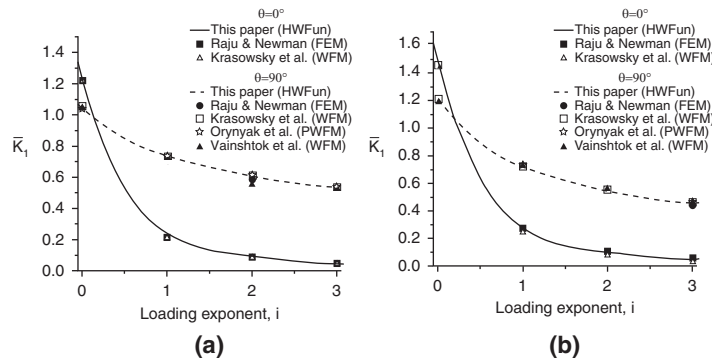 θ=0°
This paper (HWFun)
Raju & Newman (FEM)
Krasowsky et al. (WFM)
θ=90°
This paper (HWFun)
Raju & Newman (FEM)
Krasowsky et al. (WFM)
Orynyak et al. (PWFM)
Vainshtok et al. (WFM)
1.4
1.2
1.0
0.8
0.6
0.4
0.2
0.0
K̅₁
0
1
2
3
Loading exponent, i
(a)
θ=0°
This paper (HWFun)
Raju & Newman (FEM)
Krasowsky et al. (WFM)
θ=90°
This paper (HWFun)
Raju & Newman (FEM)
Krasowsky et al. (WFM)
Orynyak et al. (PWFM)
Vainshtok et al. (WFM)
1.6
1.4
1.2
1.0
0.8
0.6
0.4
0.2
0.0
K̅₁
0
1
2
3
Loading exponent, i
(b)